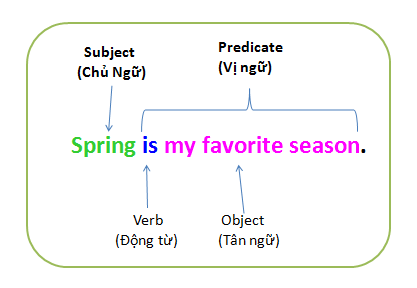 Subject
(Chủ Ngữ)
Predicate
(Vị ngữ)
Spring is my favorite season.
Verb
(Động từ)
Object
(Tân ngữ)